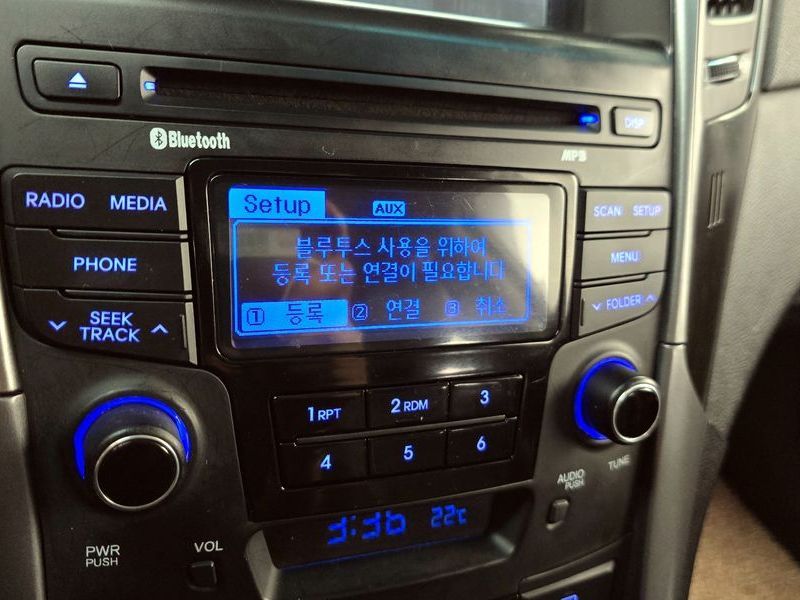 DISP
Bluetooth
MP3
RADIO MEDIA
Setup AUX
SCAN SETUP
블루투스 사용을 위하여
등록 또는 연결이 필요합니다
PHONE
MENU
SEEK
TRACK
FOLDER
1 등록 2 연결 3 취소
1 RPT 2 RDM 3
4 5 6
AUDIO
PUSH
TUNE
22℃
PWR
PUSH
VOL